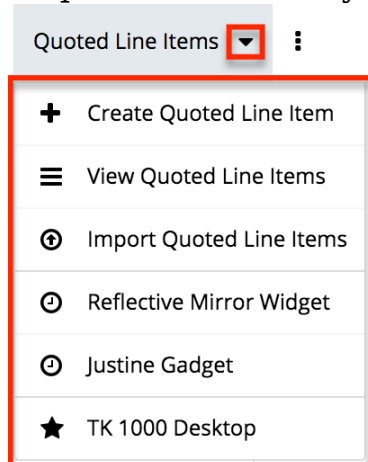 Quoted Line Items
Create Quoted Line Item
View Quoted Line Items
Import Quoted Line Items
Reflective Mirror Widget
Justine Gadget
TK 1000 Desktop